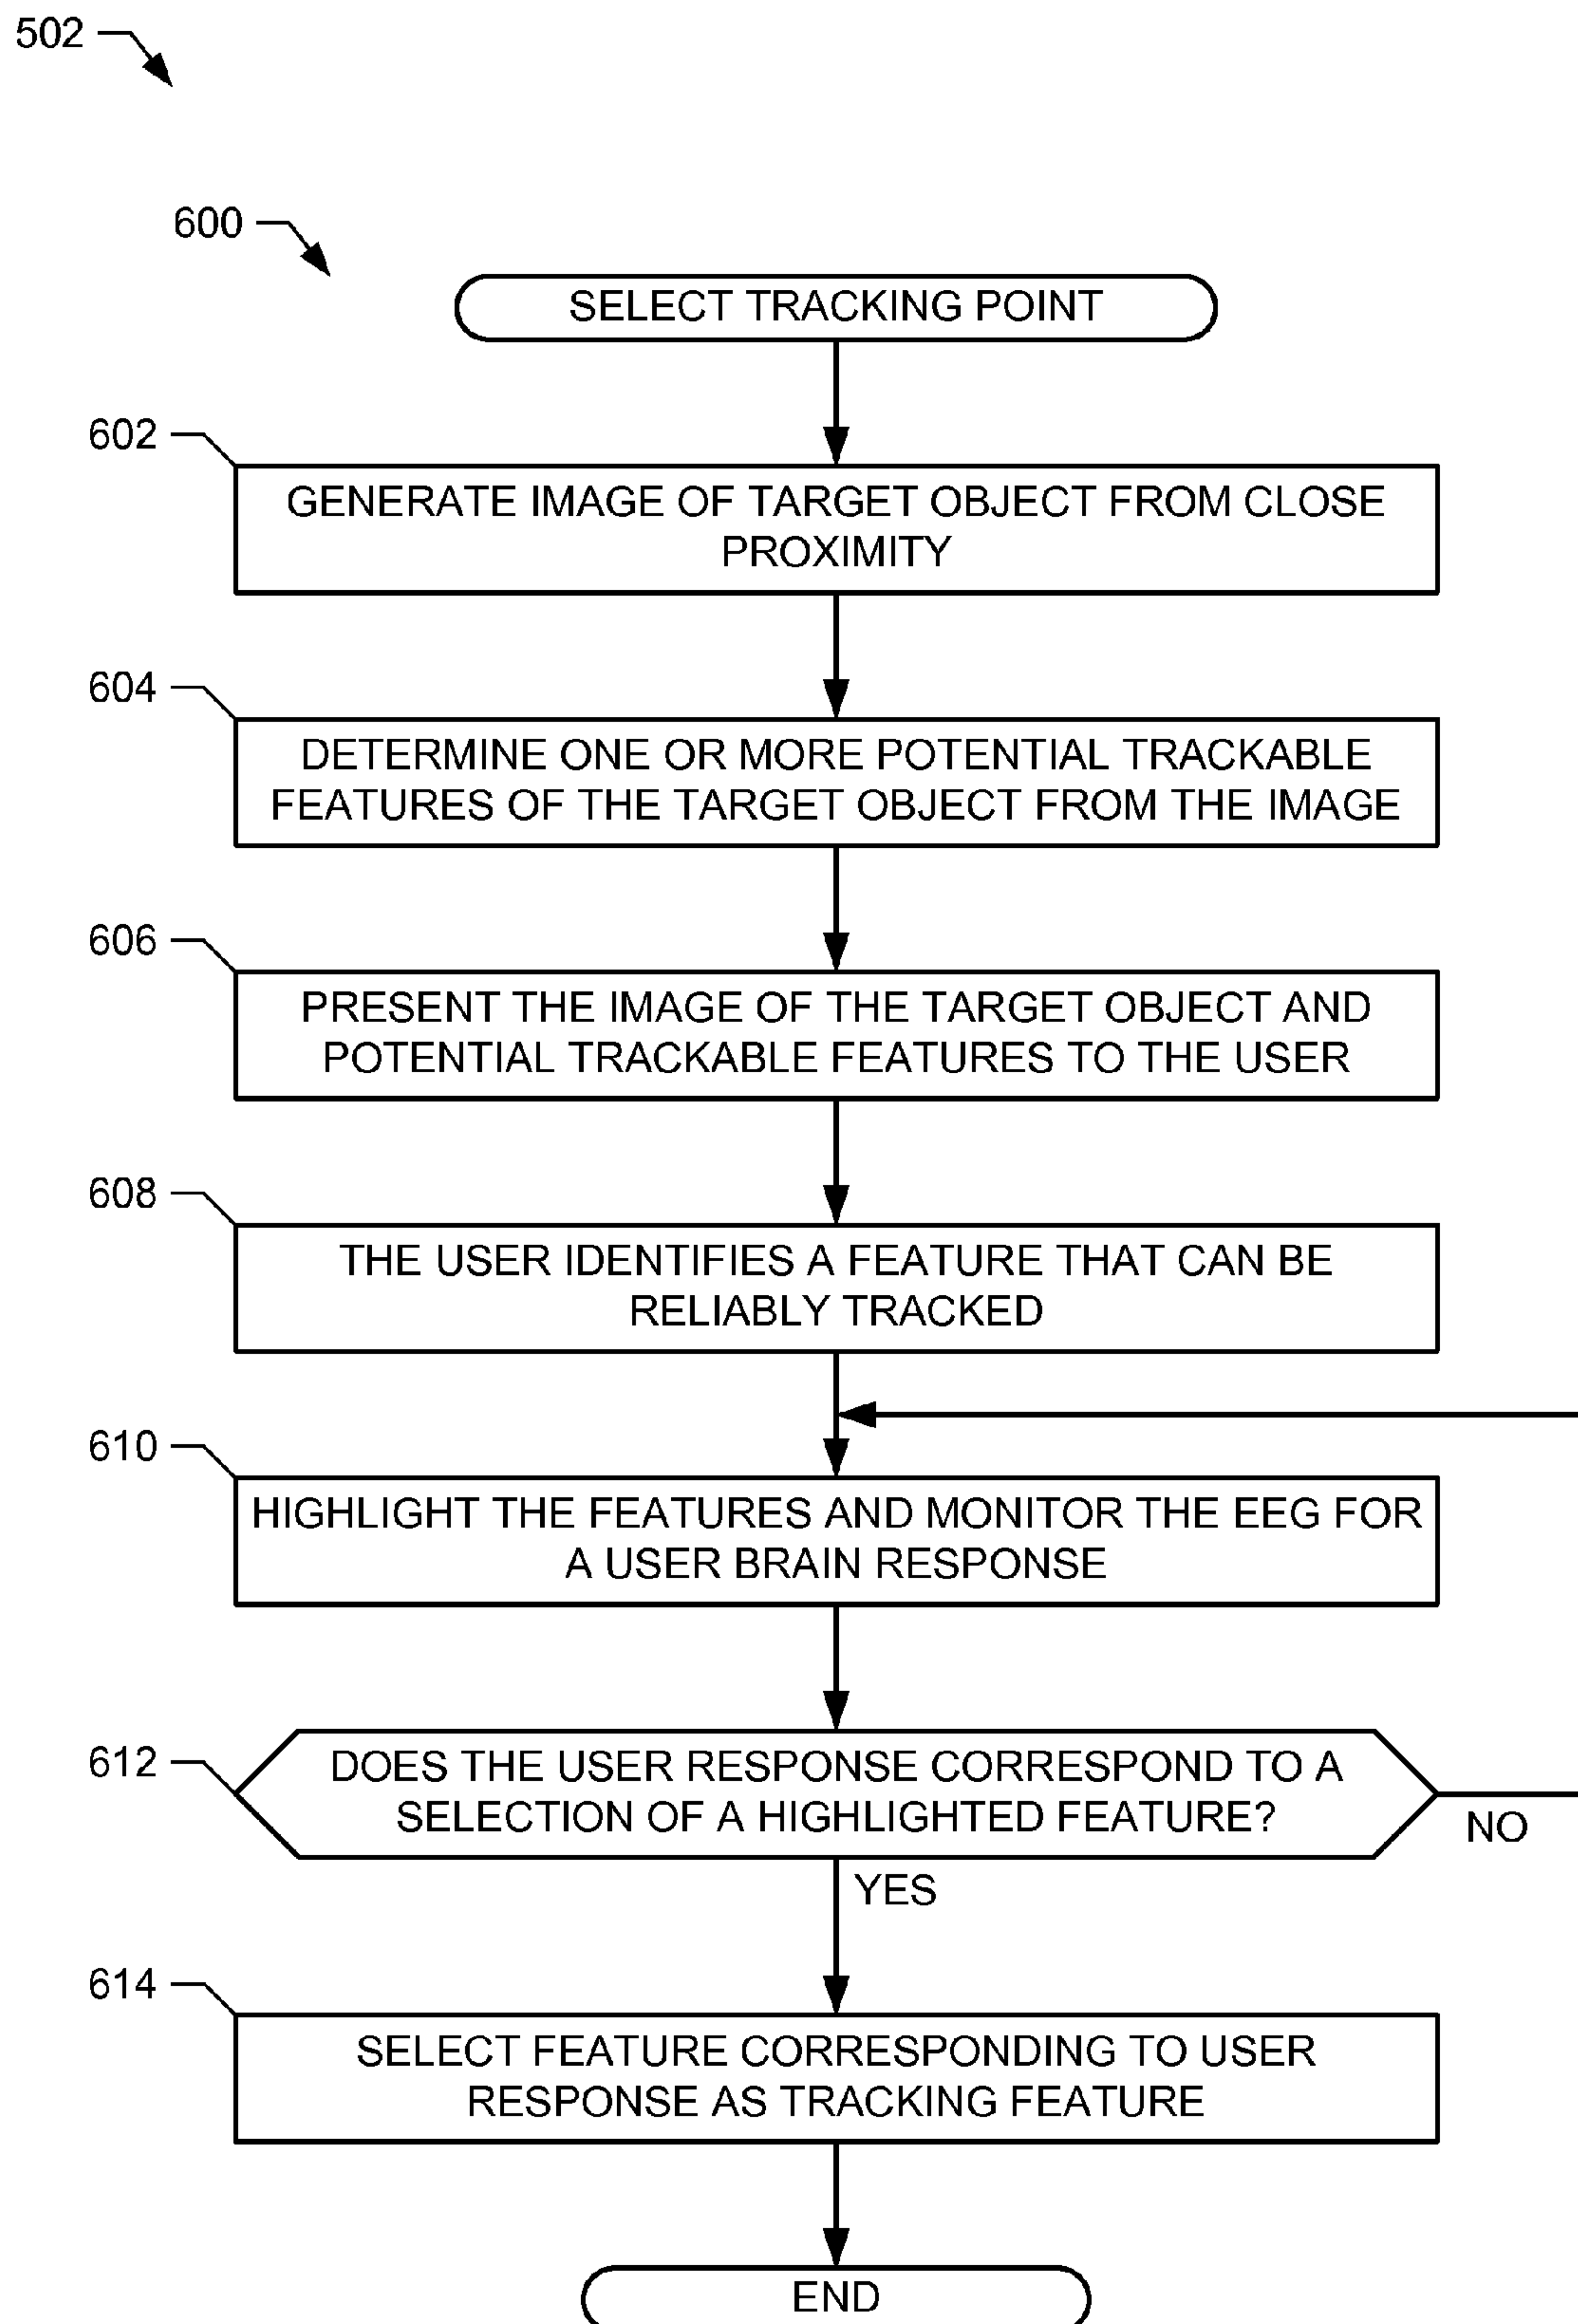 502
600
SELECT TRACKING POINT
602
GENERATE IMAGE OF TARGET OBJECT FROM CLOSE
PROXIMITY
604
DETERMINE ONE OR MORE POTENTIAL TRACKABLE
FEATURES OF THE TARGET OBJECT FROM THE IMAGE
606
PRESENT THE IMAGE OF THE TARGET OBJECT AND
POTENTIAL TRACKABLE FEATURES TO THE USER
608
THE USER IDENTIFIES A FEATURE THAT CAN BE
RELIABLY TRACKED
610
HIGHLIGHT THE FEATURES AND MONITOR THE EEG FOR
A USER BRAIN RESPONSE
612
DOES THE USER RESPONSE CORRESPOND TO A
SELECTION OF A HIGHLIGHTED FEATURE?
NO
YES
614
SELECT FEATURE CORRESPONDING TO USER
RESPONSE AS TRACKING FEATURE
END